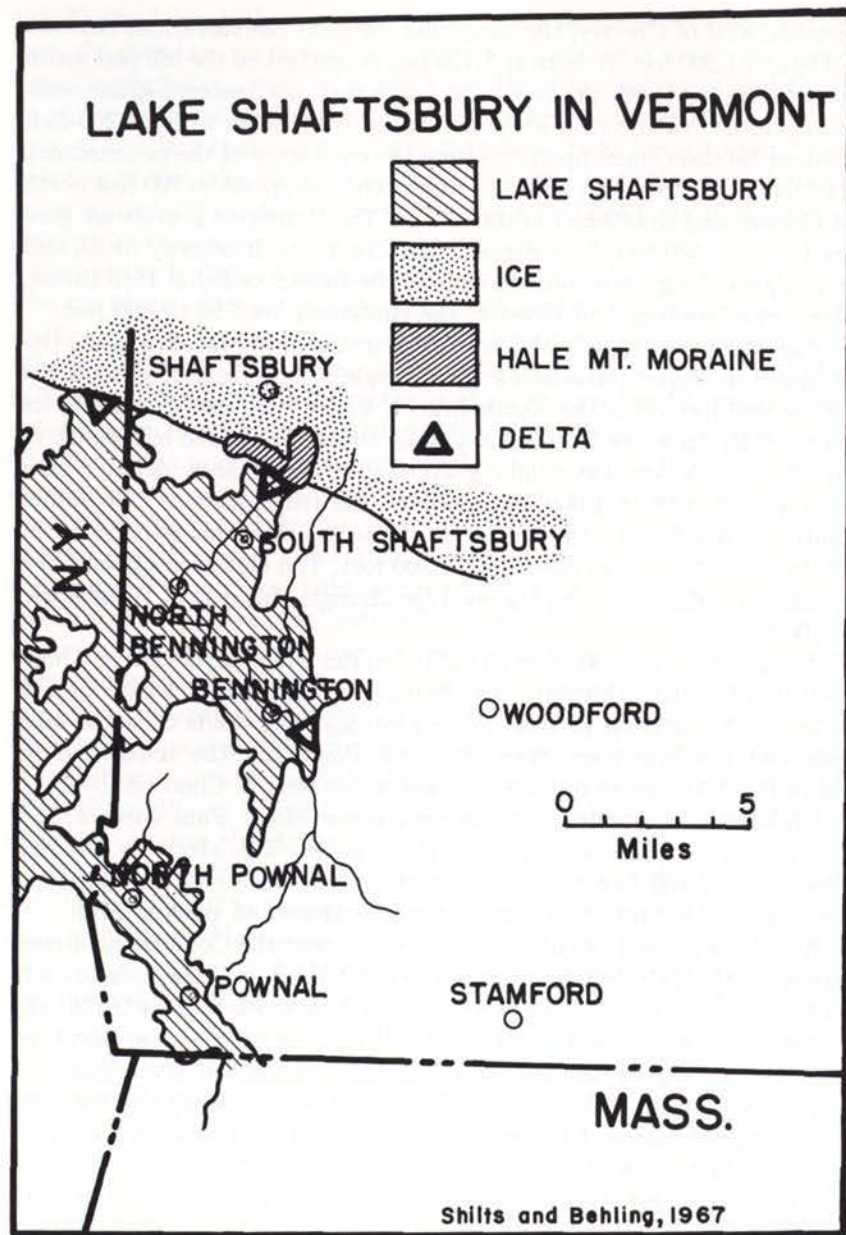 LAKE SHAFTSBURY IN VERMONT
LAKE SHAFTSBURY
ICE
HALE MT. MORAINE
DELTA
SHAFTSBURY
N.Y.
SOUTH SHAFTSBURY
NORTH
BENNINGTON
BENNINGTON
WOODFORD
0 5
Miles
NORTH POWNAL
POWNAL
STAMFORD
MASS.
Shilts and Behling, 1967